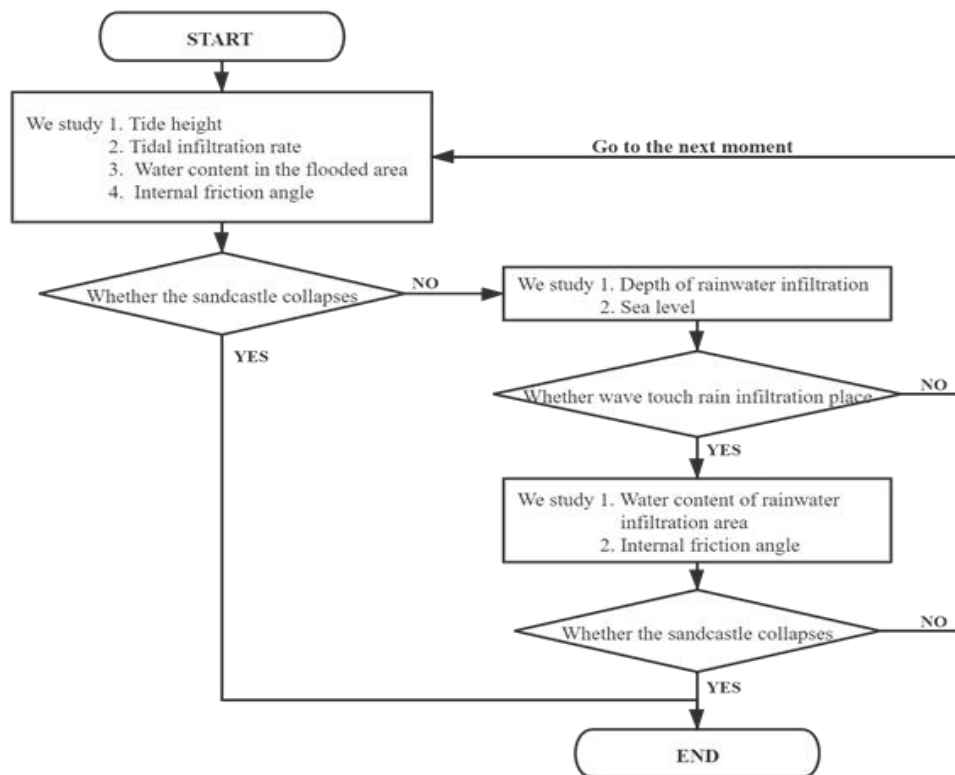 START
We study 1. Tide height
2. Tidal infiltration rate
3. Water content in the flooded area
4. Internal friction angle
Go to the next moment
Whether the sandcastle collapses
NO
YES
We study 1. Depth of rainwater infiltration
2. Sea level
Whether wave touch rain infiltration place
NO
YES
We study 1. Water content of rainwater
infiltration area
2. Internal friction angle
Whether the sandcastle collapses
NO
YES
END